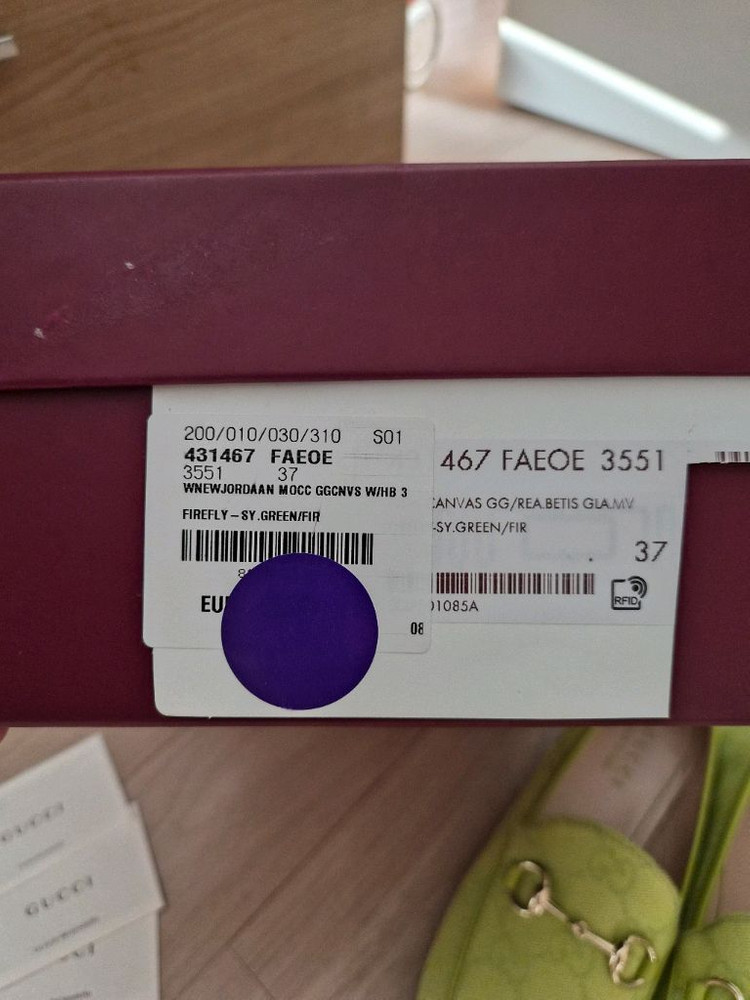 200/010/030/310 S01
431467 FAEOE
3551 37
WNEWJORDAAN MOCC GGCNVS W/HB 3
FIREFLY-SY.GREEN/FIR
EU
08
467 FAEOE 3551
CANVAS GG/REA.BETIS GLA.MV
-SY.GREEN/FIR
37
01085A
RFID
GUCCI
GUCCI
GUCCI